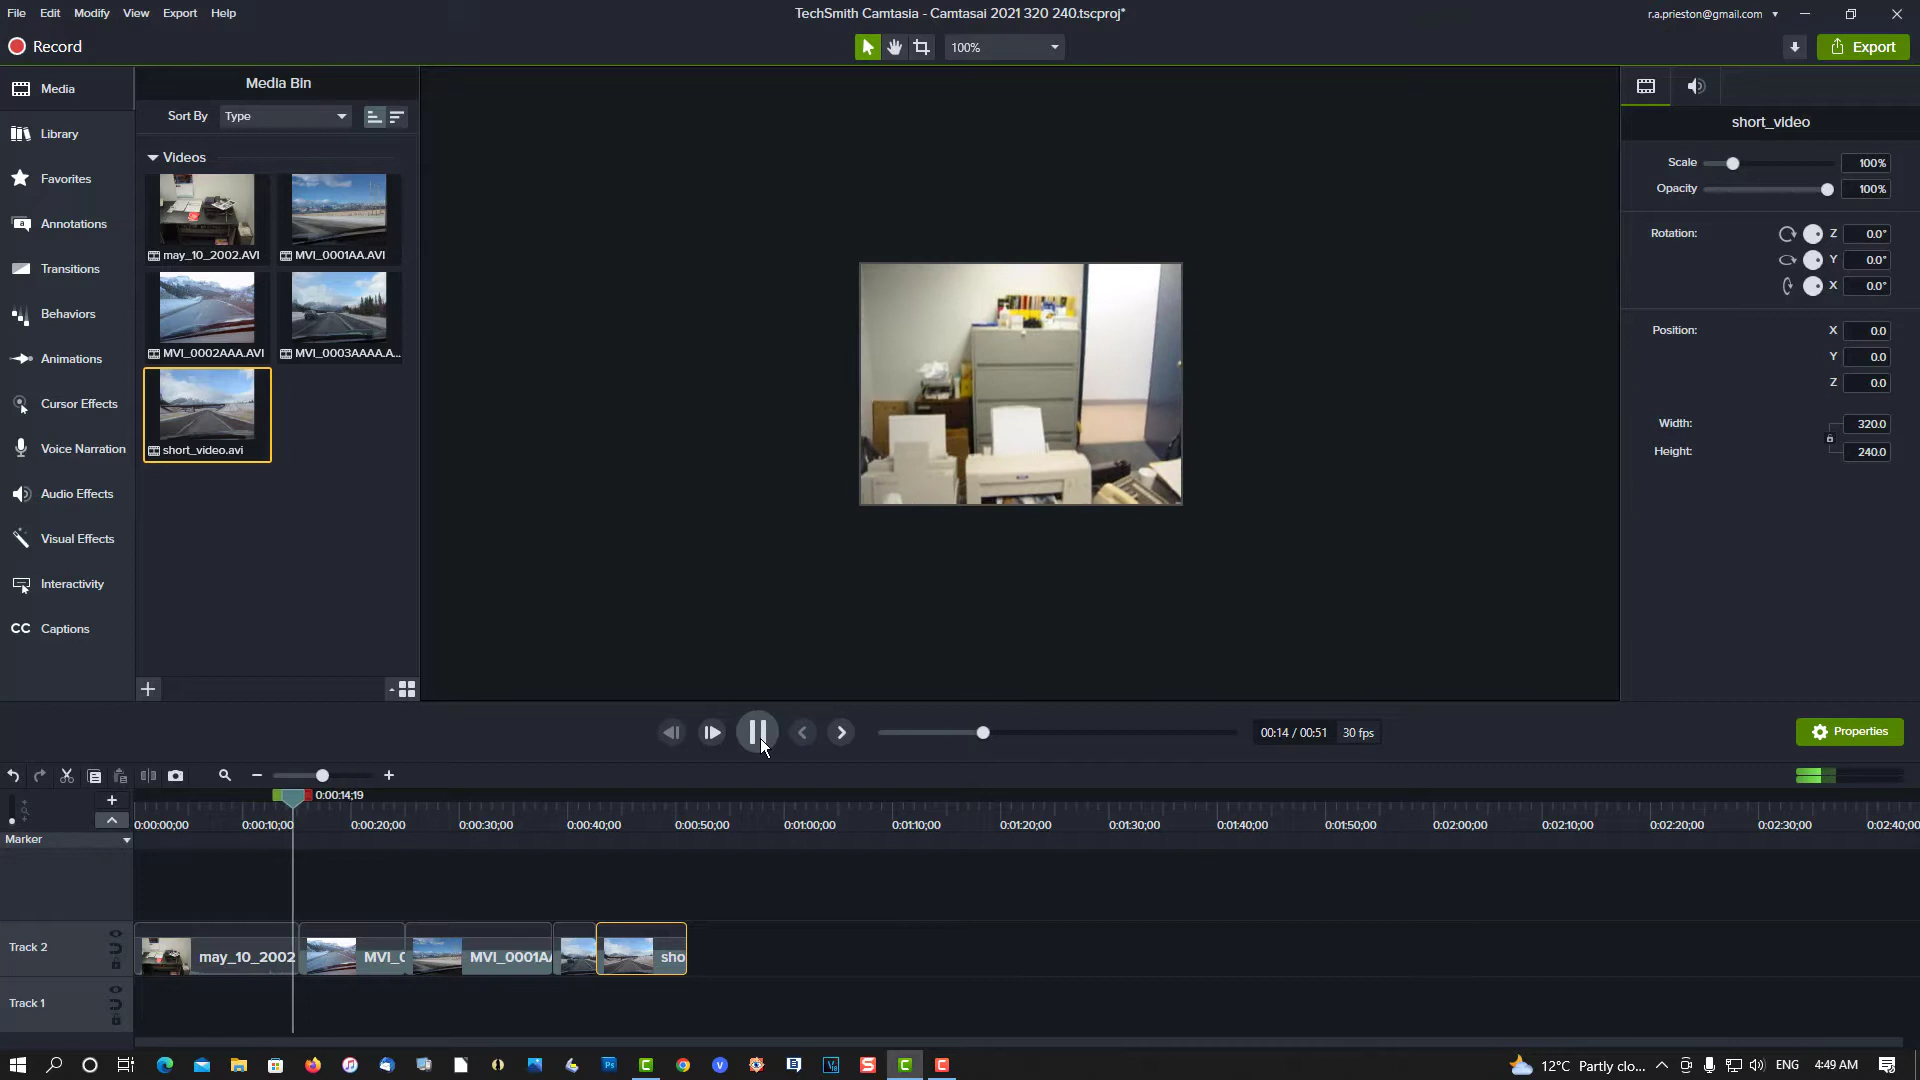 File Edit Modify View Export Help
TechSmith Camtasia - Camtasai 2021 320 240.tscproj*
r.a.prieston@gmail.com
Record
100%
Export
Media
Library
Favorites
Annotations
Transitions
Behaviors
Animations
Cursor Effects
Voice Narration
Audio Effects
Visual Effects
Interactivity
CC Captions
Media Bin
Sort By Type
Videos
may_10_2002.AVI MVI_0001AA.AVI
MVI_0002AAA.AVI MVI_0003AAAA.A...
short_video.avi
short_video
Scale 100%
Opacity 100%
Rotation: Z 0.0°
Y 0.0°
X 0.0°
Position: X 0.0
Y 0.0
Z 0.0
Width: 320.0
Height: 240.0
00:14 / 00:51 30 fps
Properties
0:00:14;19
0:00:00;00 0:00:10;00 0:00:20;00 0:00:30;00 0:00:40;00 0:00:50;00 0:01:00;00 0:01:10;00 0:01:20;00 0:01:30;00 0:01:40;00 0:01:50;00 0:02:00;00 0:02:10;00 0:02:20;00 0:02:30;00 0:02:40;00
Marker
Track 2 may_10_2002 MVI_0 MVI_0001AA sho
Track 1
12°C Partly clo... ENG 4:49 AM